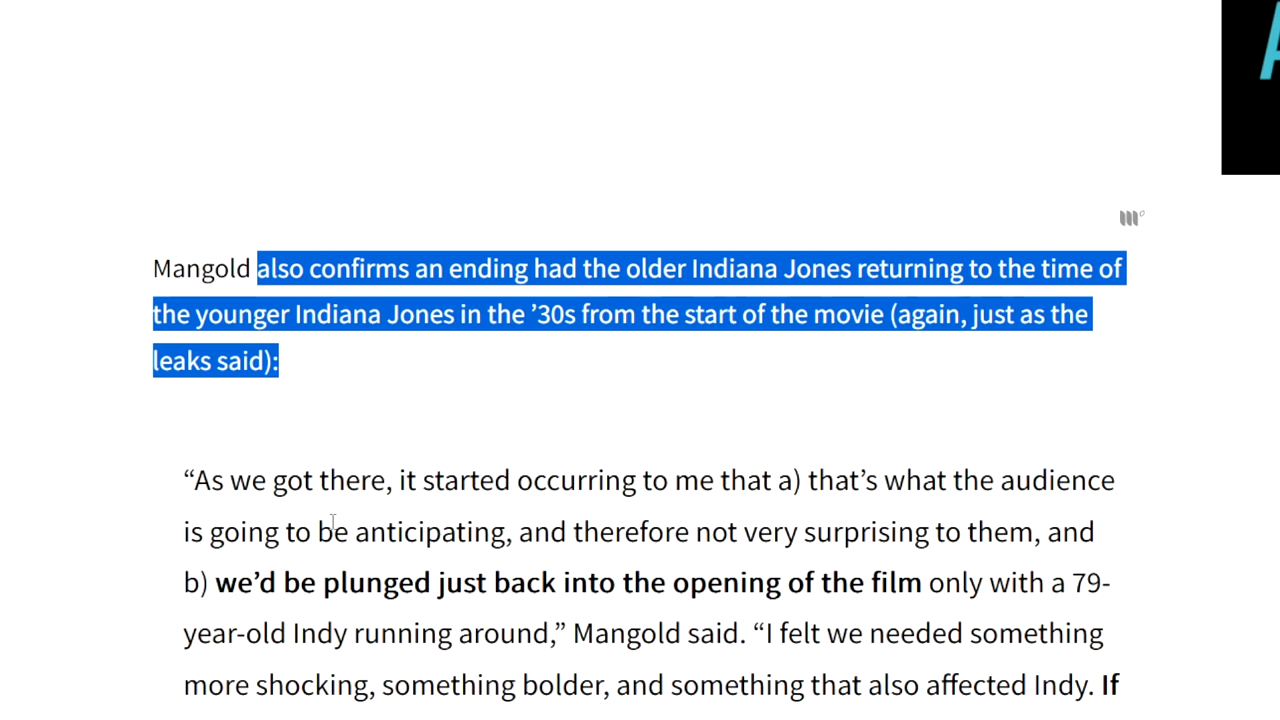 Mangold also confirms an ending had the older Indiana Jones returning to the time of
the younger Indiana Jones in the ’30s from the start of the movie (again, just as the
leaks said):
“As we got there, it started occurring to me that a) that’s what the audience
is going to be anticipating, and therefore not very surprising to them, and
b) we’d be plunged just back into the opening of the film only with a 79-
year-old Indy running around,” Mangold said. “I felt we needed something
more shocking, something bolder, and something that also affected Indy. If